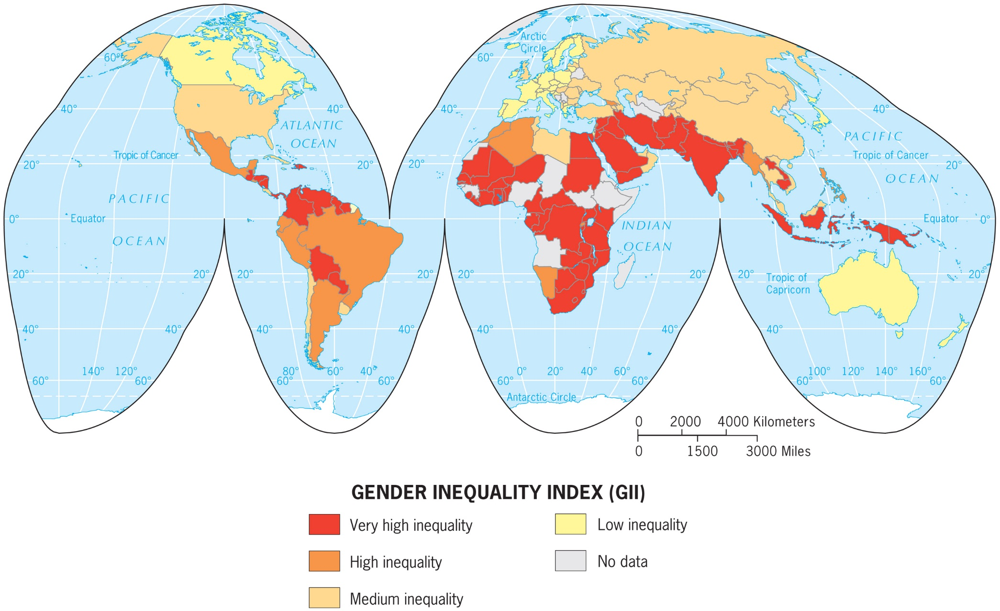 Arctic
Circle
60°
60°
40°
40°
40°
40°
ATLANTIC
OCEAN
PACIFIC
OCEAN
Tropic of Cancer
Tropic of Cancer
20°
20°
20°
20°
PACIFIC
OCEAN
0°
Equator
INDIAN
OCEAN
Equator
0°
20°
20°
20°
20°
20°
20°
20°
20°
Tropic of
Capricorn
40°
40°
40°
40°
40°
40°
40°
140° 120°
80° 60° 40°
0° 20° 40° 60°
100° 120° 140° 160°
60°
60°
60°
60°
60°
60°
60°
60°
Antarctic Circle
0 2000 4000 Kilometers
0 1500 3000 Miles
GENDER INEQUALITY INDEX (GII)
Very high inequality
High inequality
Medium inequality
Low inequality
No data